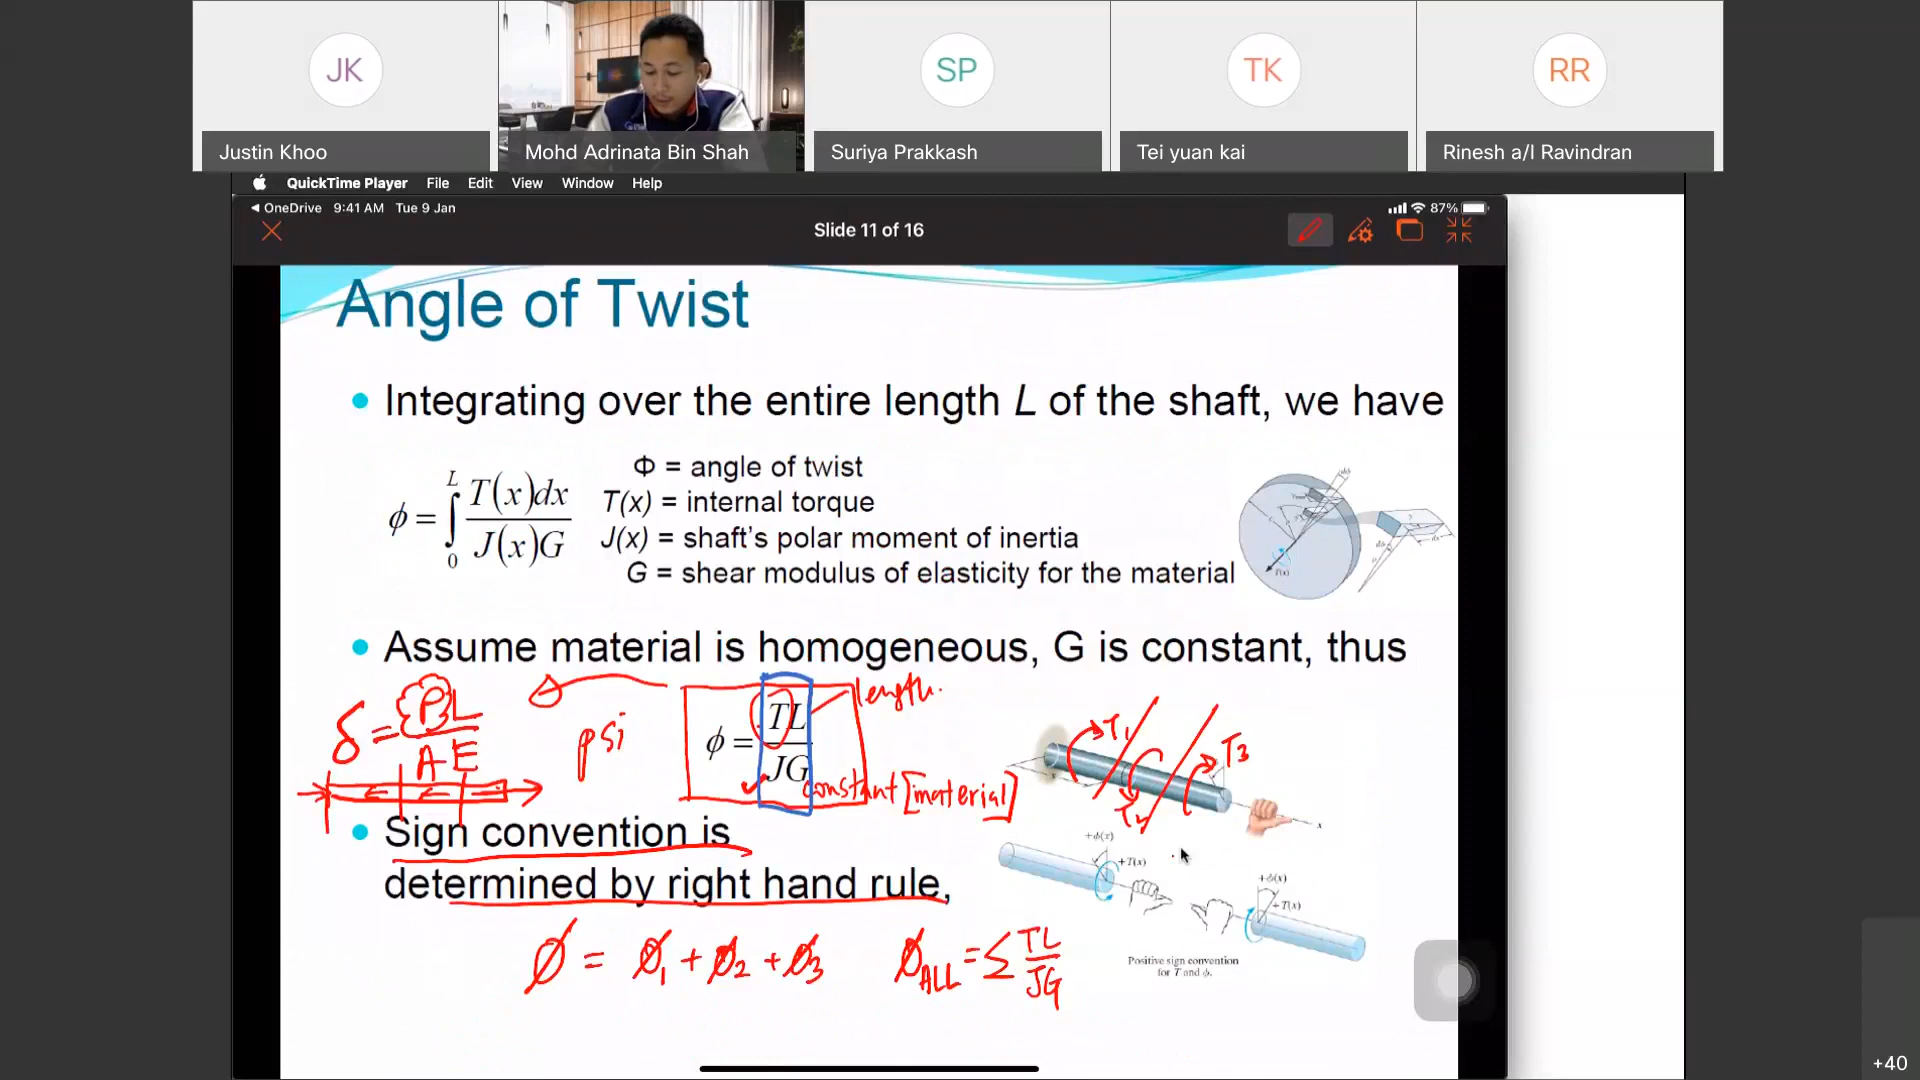 JK
SP
TK
RR
Justin Khoo
Mohd Adrinata Bin Shah
Suriya Prakkash
Tei yuan kai
Rinesh a/l Ravindran
QuickTime Player File Edit View Window Help
OneDrive 9:41 AM Tue 9 Jan
87%
Slide 11 of 16
Angle of Twist
• Integrating over the entire length L of the shaft, we have
ϕ = ∫₀ᴸ T(x)dx / J(x)G
Φ = angle of twist
T(x) = internal torque
J(x) = shaft's polar moment of inertia
G = shear modulus of elasticity for the material
T(x)
• Assume material is homogeneous, G is constant, thus
δ = PL / AE
psi
ϕ = TL / JG
length.
constant [material]
T1
T2
T3
x
• Sign convention is
determined by right hand rule,
+ϕ(x)
+T(x)
+ϕ(x)
+T(x)
Positive sign convention
for T and ϕ.
Ø = Ø1 + Ø2 + Ø3
ØALL = Σ TL / JG
+40